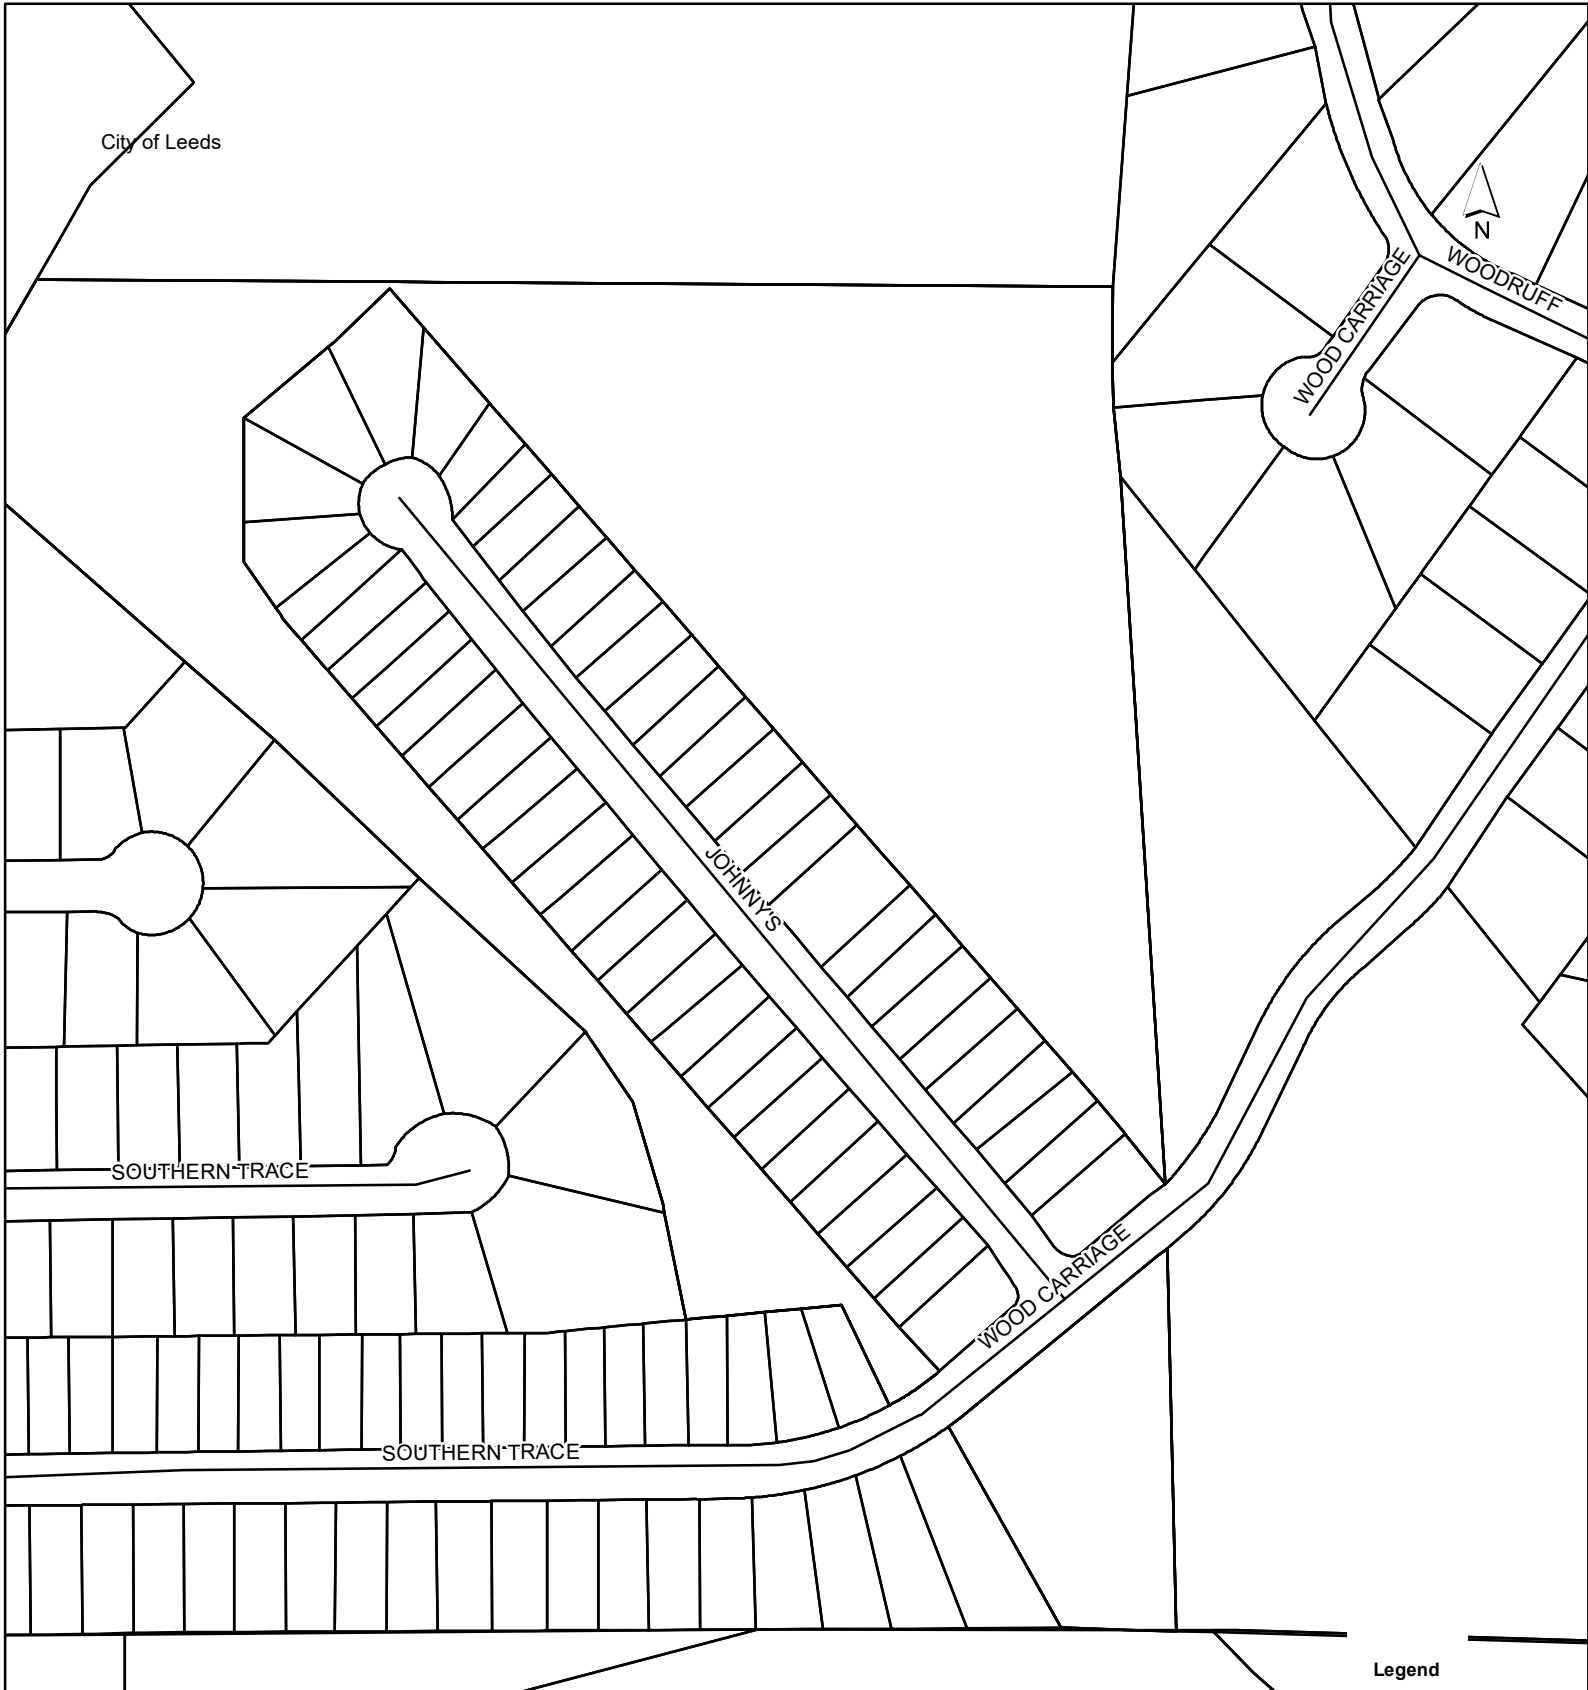 City of Leeds
N
WOODRUFF
WOOD CARRIAGE
JOHNNY'S
SOUTHERN TRACE
WOOD CARRIAGE
SOUTHERN TRACE
Legend